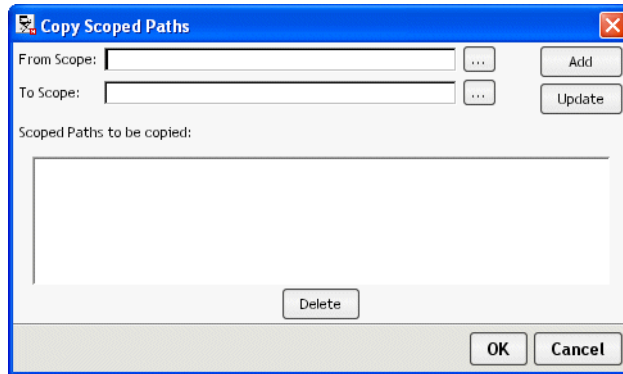 Copy Scoped Paths
From Scope: ... Add
To Scope: ... Update
Scoped Paths to be copied:
Delete
OK Cancel